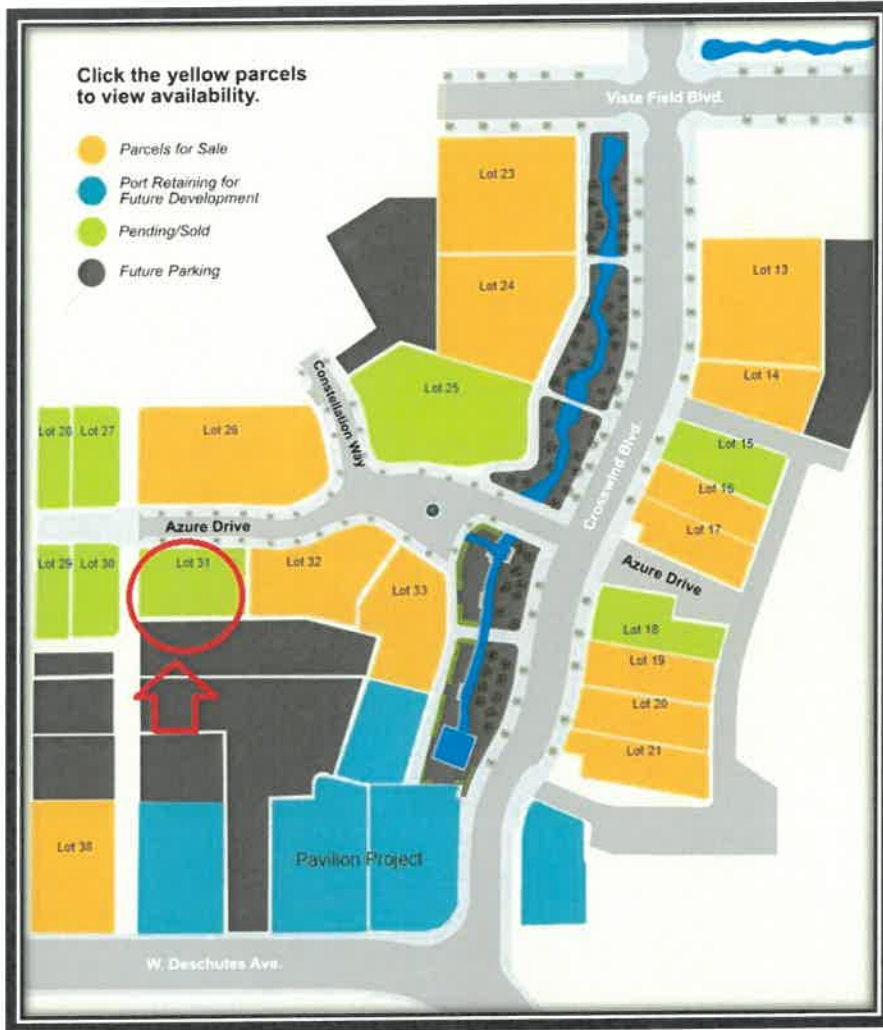 Click the yellow parcels
to view availability.
Parcels for Sale
Port Retaining for
Future Development
Pending/Sold
Future Parking
Vista Field Blvd.
Lot 23
Lot 24
Lot 13
Lot 14
Lot 25
Constellation Way
Crosswind Blvd.
Lot 28
Lot 27
Lot 26
Lot 15
Lot 16
Lot 17
Azure Drive
Azure Drive
Lot 29
Lot 30
Lot 31
Lot 32
Lot 33
Lot 18
Lot 19
Lot 20
Lot 21
Lot 38
Pavilion Project
W. Deschutes Ave.